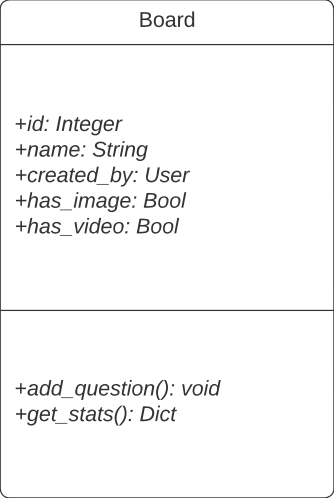 Board
+id: Integer
+name: String
+created_by: User
+has_image: Bool
+has_video: Bool
+add_question(): void
+get_stats(): Dict